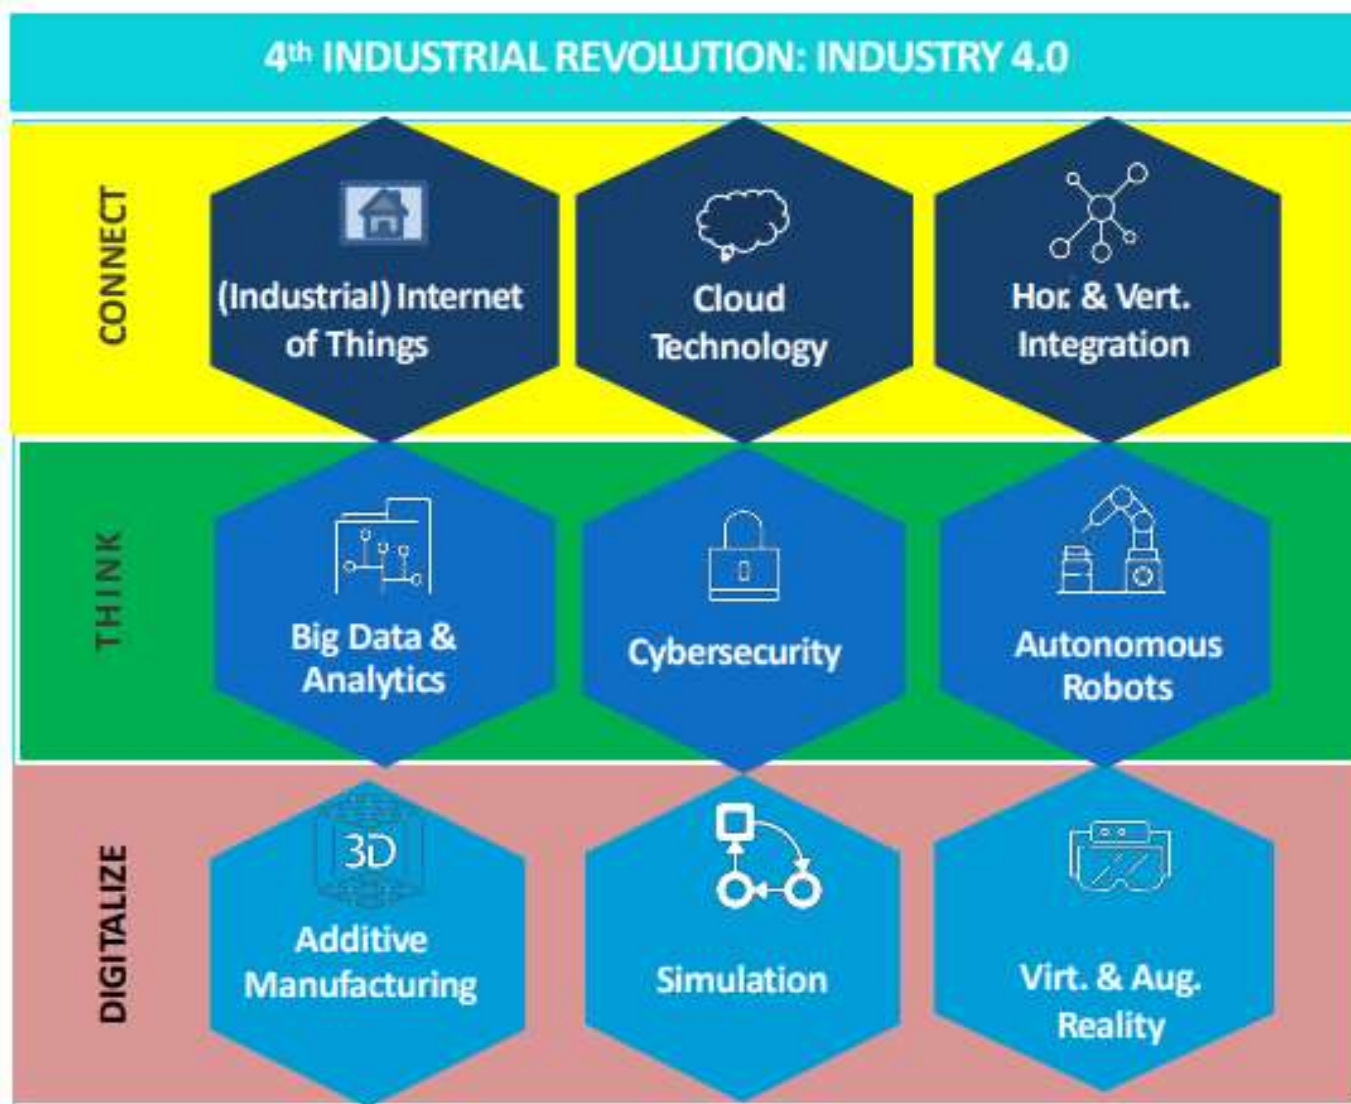 4th INDUSTRIAL REVOLUTION: INDUSTRY 4.0
CONNECT
(Industrial) Internet
of Things
Cloud
Technology
Hor. & Vert.
Integration
THINK
Big Data &
Analytics
Cybersecurity
Autonomous
Robots
DIGITALIZE
3D
Additive
Manufacturing
Simulation
Virt. & Aug.
Reality